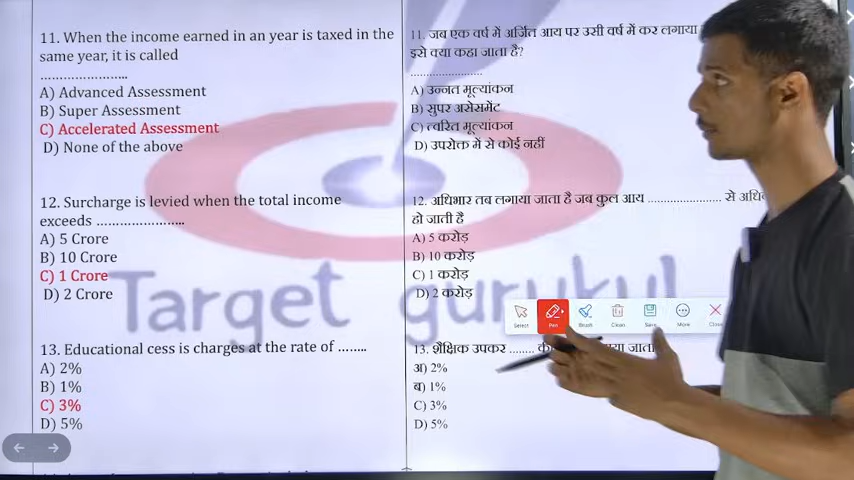 11. When the income earned in an year is taxed in the
same year, it is called
........................
A) Advanced Assessment
B) Super Assessment
C) Accelerated Assessment
D) None of the above
12. Surcharge is levied when the total income
exceeds ........................
A) 5 Crore
B) 10 Crore
C) 1 Crore
D) 2 Crore
13. Educational cess is charges at the rate of ........
A) 2%
B) 1%
C) 3%
D) 5%
11. जब एक वर्ष में अर्जित आय पर उसी वर्ष में कर लगाया
इसे क्या कहा जाता है?
........................
A) उन्नत मूल्यांकन
B) सुपर असेसमेंट
C) त्वरित मूल्यांकन
D) उपरोक्त में से कोई नहीं
12. अधिभार तब लगाया जाता है जब कुल आय ........................ से
हो जाती है
A) 5 करोड़
B) 10 करोड़
C) 1 करोड़
D) 2 करोड़
13. शैक्षिक उपकर ........
अ) 2%
ब) 1%
C) 3%
D) 5%
Target gurukul
Select Pen Brush Clean Save More Close